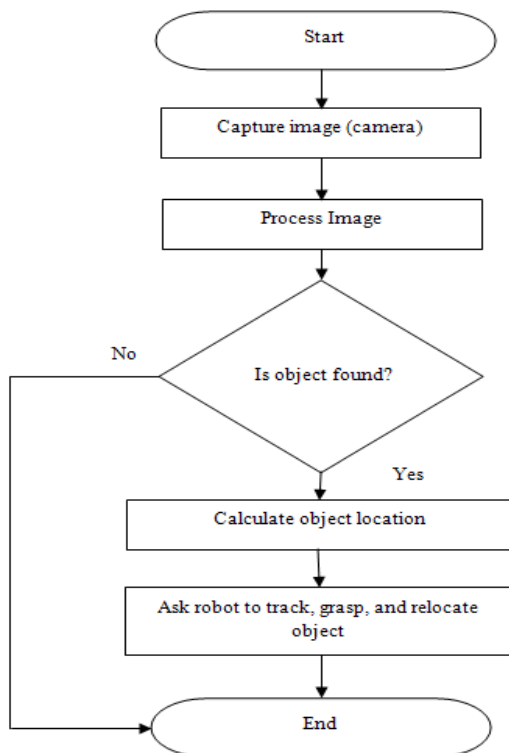 Start
Capture image (camera)
Process Image
Is object found?
No
Yes
Calculate object location
Ask robot to track, grasp, and relocate
object
End